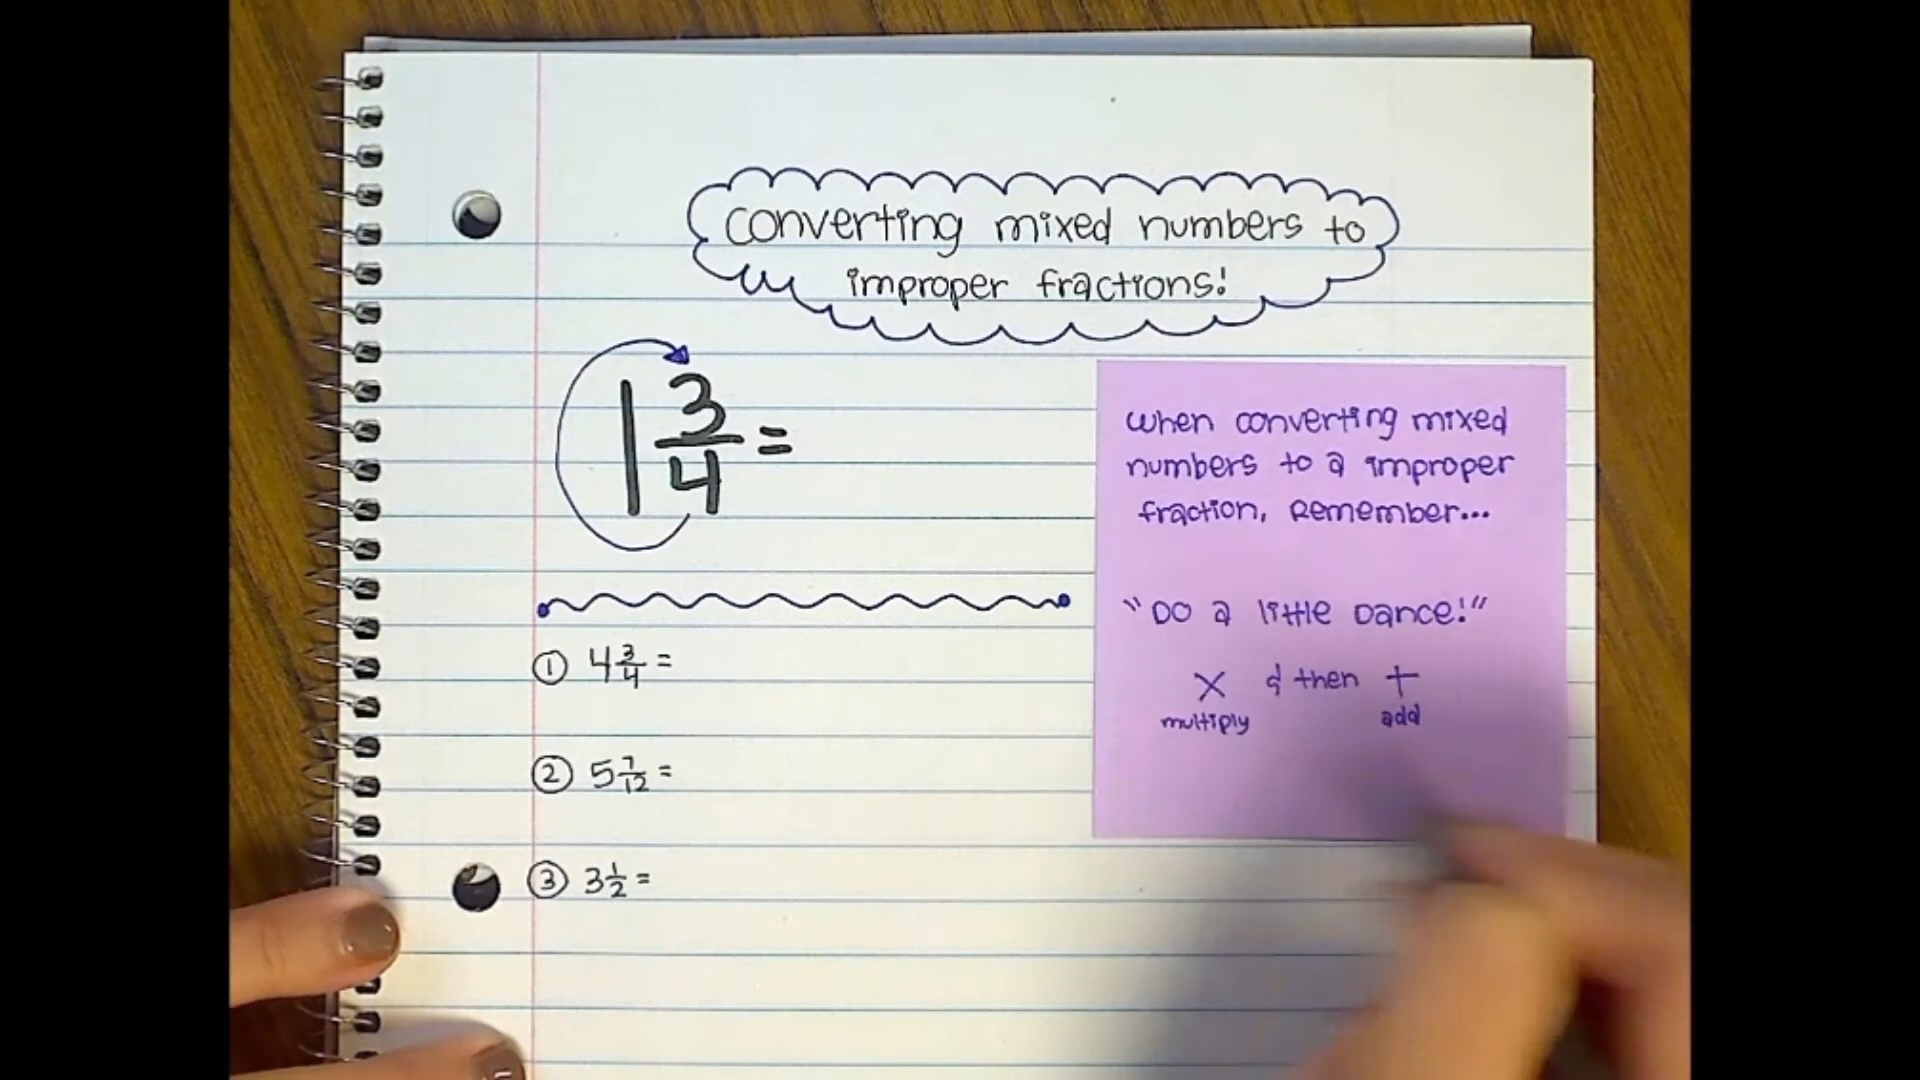 converting mixed numbers to
improper fractions!
1 3/4 =
when converting mixed
numbers to a improper
fraction, Remember...
"DO a little Dance!"
X & then +
multiply add
① 4 3/4 =
② 5 7/12 =
③ 3 1/2 =